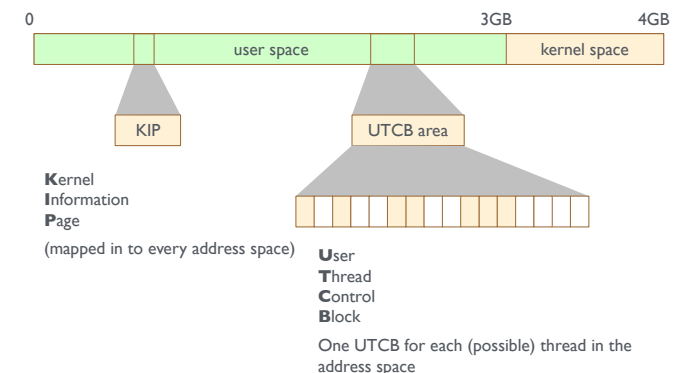 0 3GB 4GB
user space kernel space
KIP UTCB area
Kernel
Information
Page
(mapped in to every address space)
User
Thread
Control
Block
One UTCB for each (possible) thread in the
address space